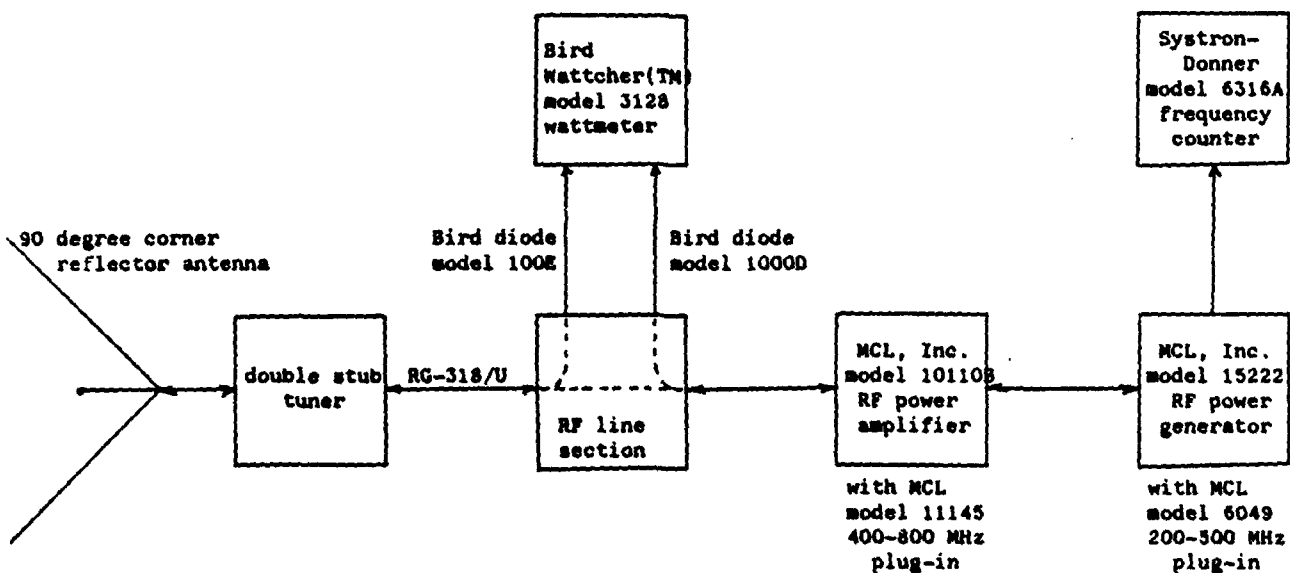 Bird
Wattcher(TM)
model 3128
wattmeter
Systron-
Donner
model 6316A
frequency
counter
90 degree corner
reflector antenna
Bird diode
model 100E
Bird diode
model 1000D
double stub
tuner
RG-318/U
RF line
section
MCL, Inc.
model 10110B
RF power
amplifier
MCL, Inc.
model 15222
RF power
generator
with MCL
model 11145
400-800 MHz
plug-in
with MCL
model 6049
200-500 MHz
plug-in